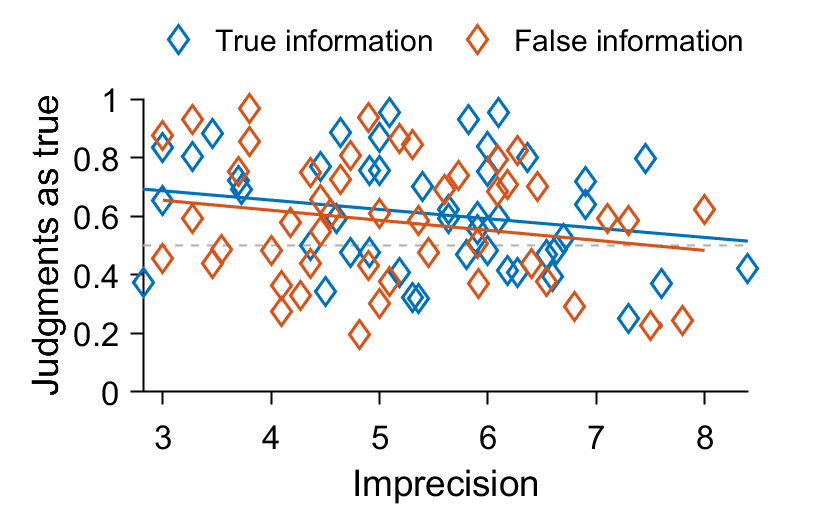 True information False information
Judgments as true
1
0.8
0.6
0.4
0.2
0
3 4 5 6 7 8
Imprecision